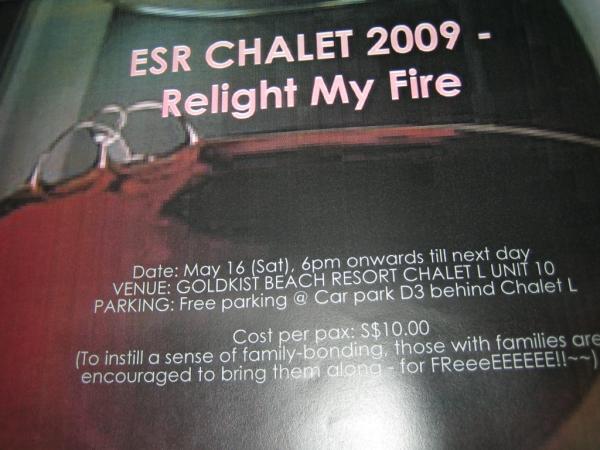 ESR CHALET 2009 -
Relight My Fire
Date: May 16 (Sat), 6pm onwards till next day
VENUE: GOLDKIST BEACH RESORT CHALET L UNIT 10
PARKING: Free parking @ Car park D3 behind Chalet L
Cost per pax: S$10.00
(To instill a sense of family-bonding, those with families are
encouraged to bring them along - for FReeeEEEEEE!!~~)